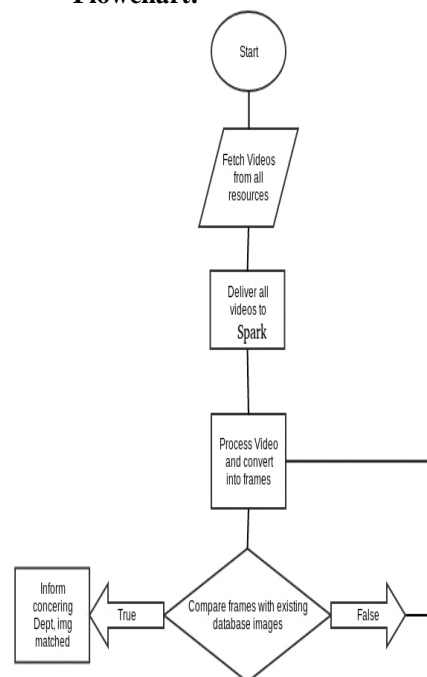 Flowchart:
Start
Fetch Videos
from all
resources
Deliver all
videos to
Spark
Process Video
and convert
into frames
Inform
concering
Dept, img
matched
True
Compare frames with existing
database images
False